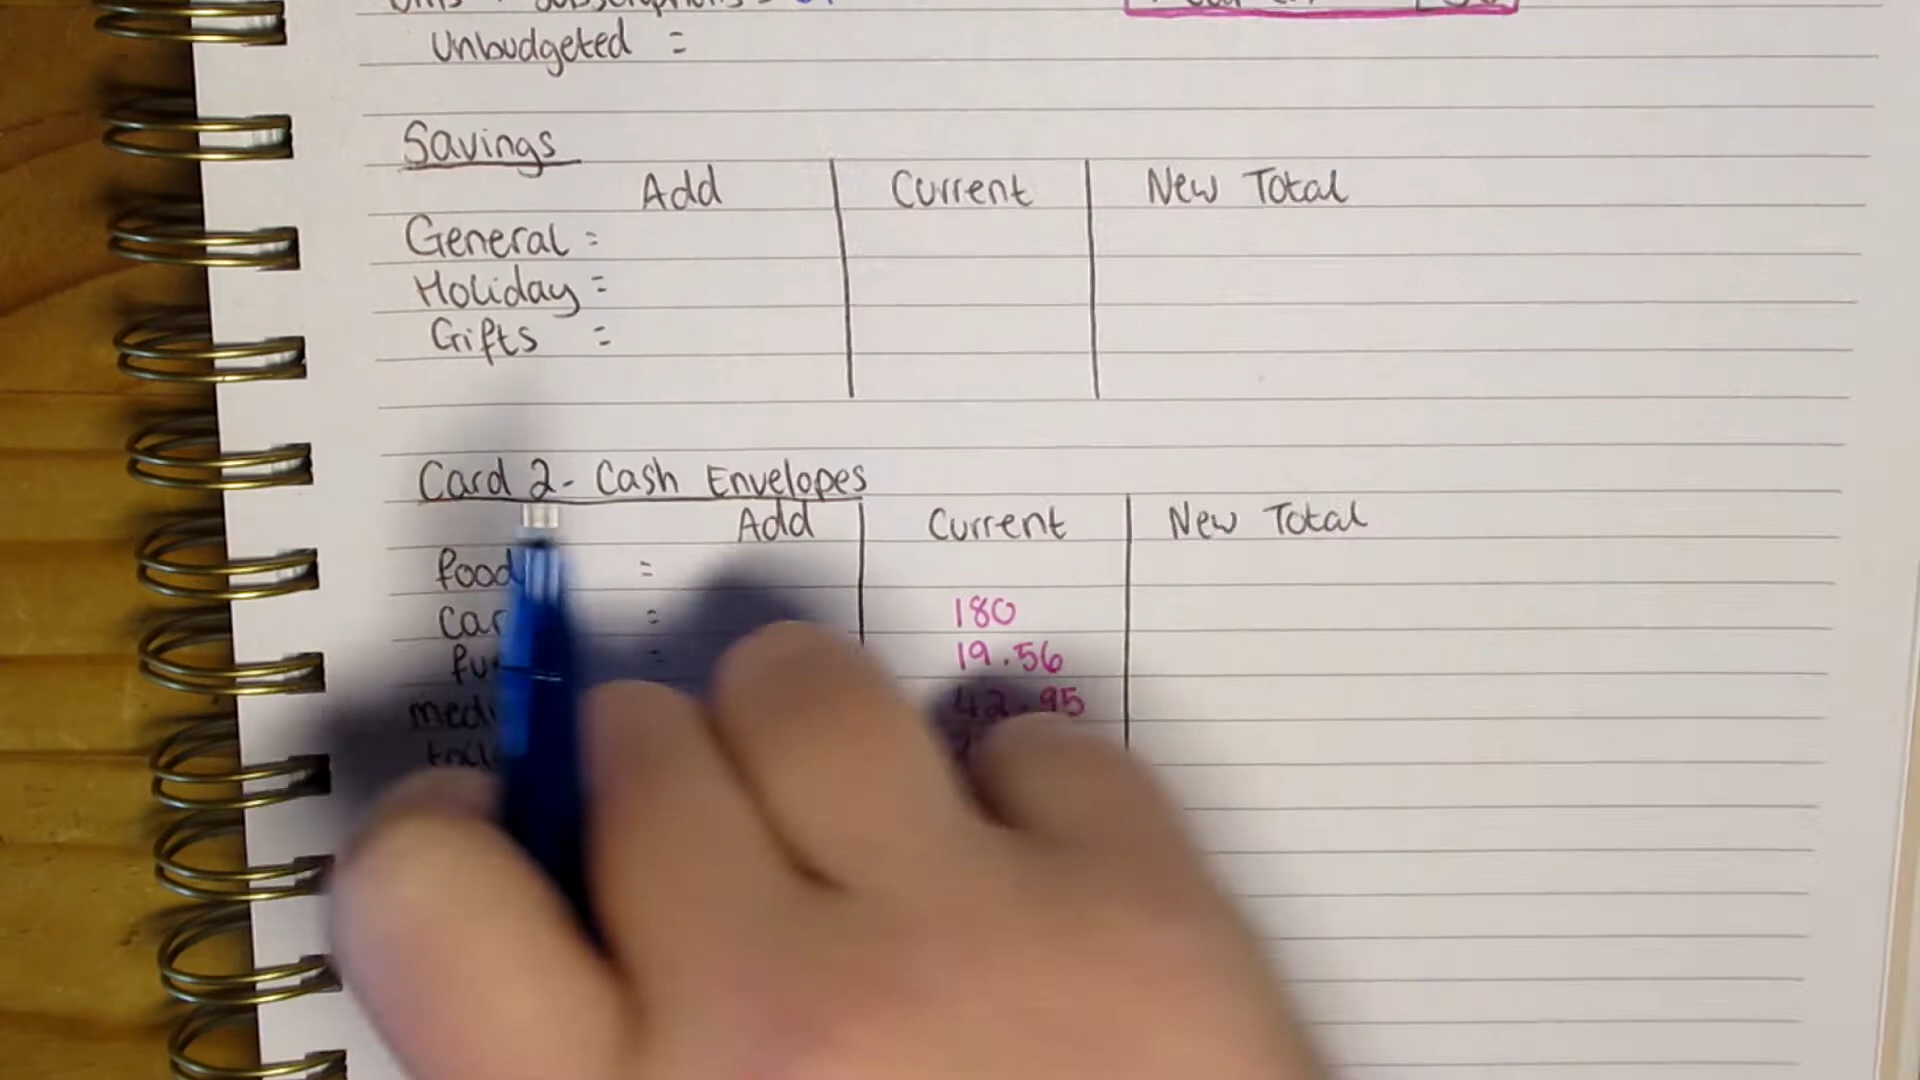 Unbudgeted =
Savings
Add Current New Total
General =
Holiday =
Gifts =
Card 2 - Cash Envelopes
Add Current New Total
food =
Car = 180
= 19.56
42.95